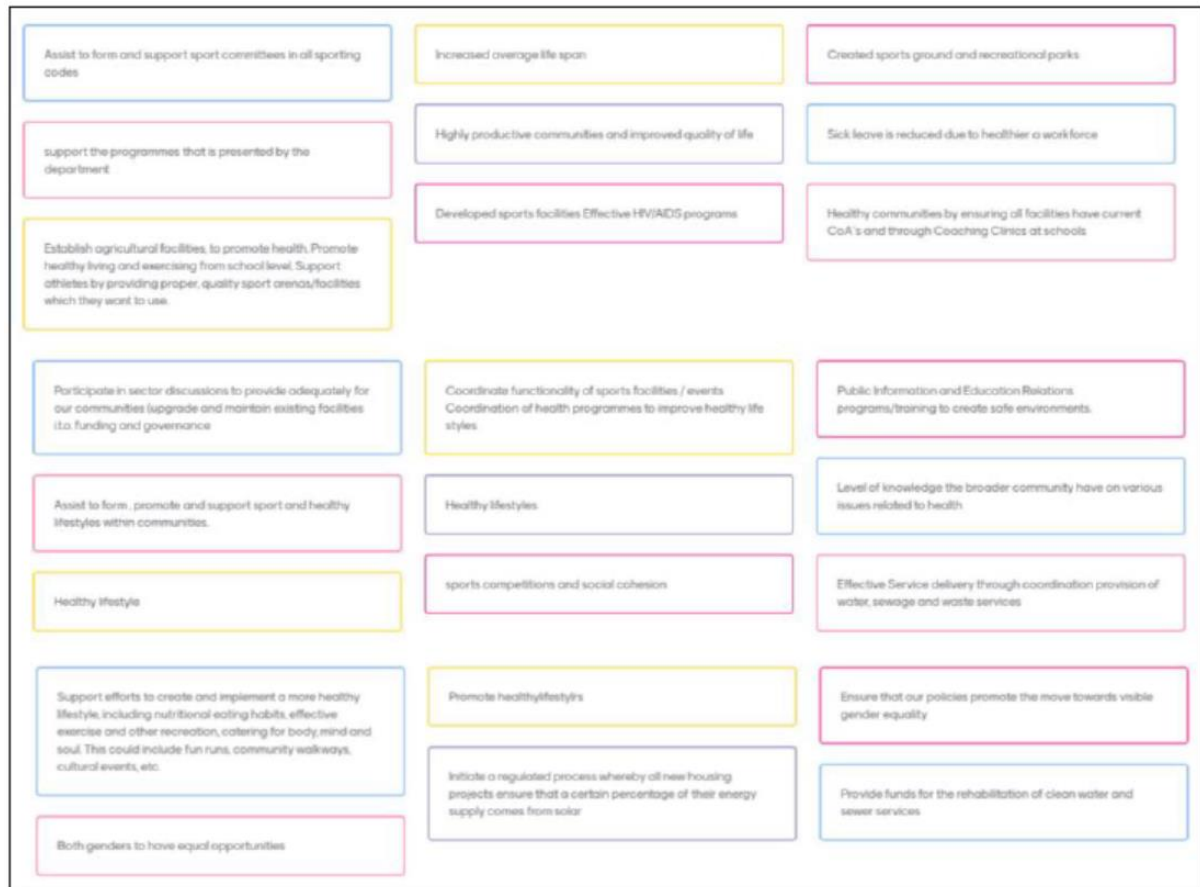 Assist to form and support sport committees in all sporting
codes
support the programmes that is presented by the
department
Establish agricultural facilities, to promote health. Promote
healthy living and exercising from school level. Support
athletes by providing proper, quality sport arenas/facilities
which they want to use.
Increased average life span
Highly productive communities and improved quality of life
Developed sports facilities Effective HIV/AIDS programs
Created sports ground and recreational parks
Sick leave is reduced due to healthier a workforce
Healthy communities by ensuring all facilities have current
CoA's and through Coaching Clinics at schools
Participate in sector discussions to provide adequately for
our communities (upgrade and maintain existing facilities
i.t.o. funding and governance
Assist to form , promote and support sport and healthy
lifestyles within communities.
Healthy lifestyle
Coordinate functionality of sports facilities / events
Coordination of health programmes to improve healthy life
styles
Healthy lifestyles
sports competitions and social cohesion
Public Information and Education Relations
programs/training to create safe environments.
Level of knowledge the broader community have on various
issues related to health
Effective Service delivery through coordination provision of
water, sewage and waste services
Support efforts to create and implement a more healthy
lifestyle, including nutritional eating habits, effective
exercise and other recreation, catering for body, mind and
soul. This could include fun runs, community walkways,
cultural events, etc.
Both genders to have equal opportunities
Promote healthylifestylrs
Initiate a regulated process whereby all new housing
projects ensure that a certain percentage of their energy
supply comes from solar
Ensure that our policies promote the move towards visible
gender equality
Provide funds for the rehabilitation of clean water and
sewer services